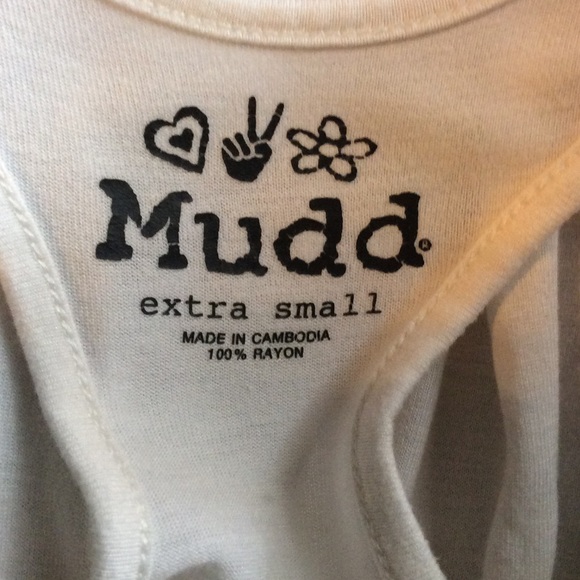 Mudd®
extra small
MADE IN CAMBODIA
100% RAYON